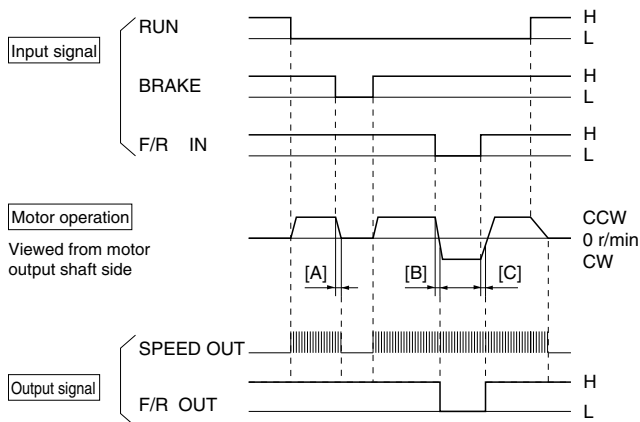 Input signal
RUN
H
L
BRAKE
H
L
F/R IN
H
L
Motor operation
Viewed from motor
output shaft side
CCW
0 r/min
CW
[A]
[B]
[C]
Output signal
SPEED OUT
F/R OUT
H
L